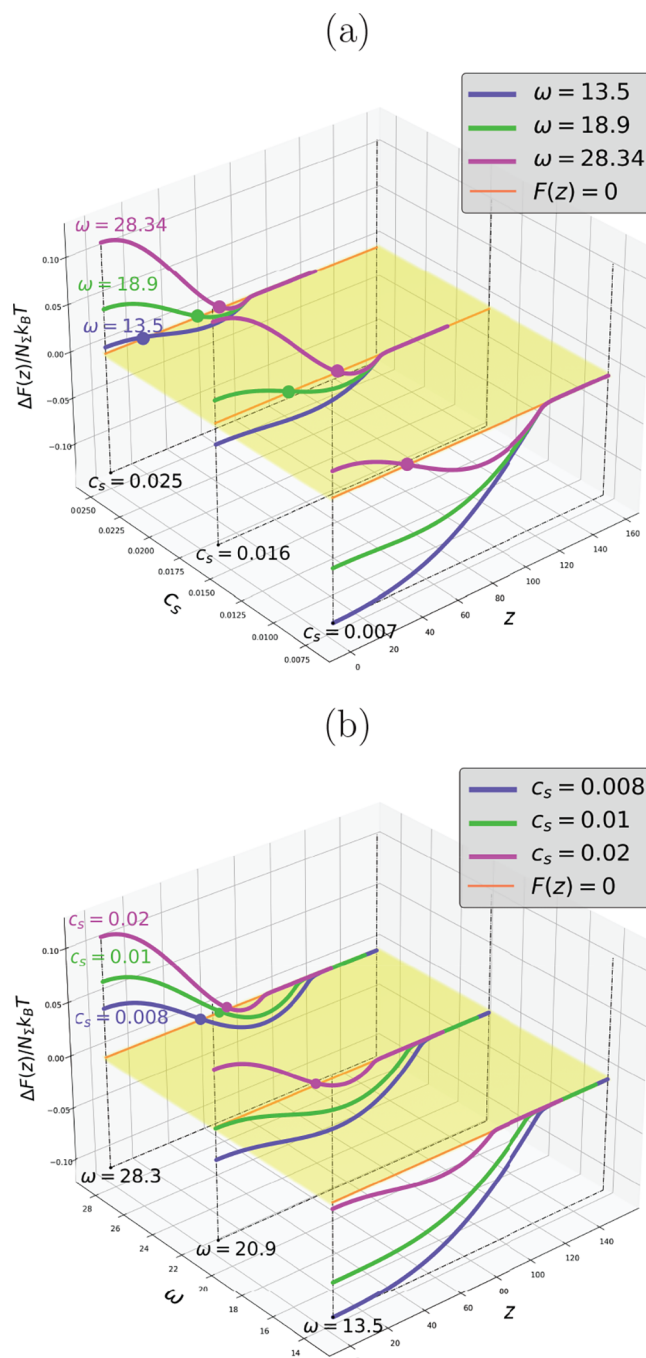 (a)
ω = 13.5
ω = 18.9
ω = 28.34
F(z) = 0
ω = 28.34
ω = 18.9
ω = 13.5
0.10
0.05
0.00
−0.05
−0.10
ΔF(z)/N_Σ k_B T
c_s = 0.025
c_s = 0.016
c_s = 0.007
0.0250
0.0225
0.0200
0.0175
0.0150
0.0125
0.0100
0.0075
c_s
0
20
40
60
80
100
120
140
160
z
(b)
c_s = 0.008
c_s = 0.01
c_s = 0.02
F(z) = 0
c_s = 0.02
c_s = 0.01
c_s = 0.008
0.10
0.05
0.00
−0.05
−0.10
ΔF(z)/N_Σ k_B T
ω = 28.3
ω = 20.9
ω = 13.5
28
26
24
22
20
18
16
14
ω
20
40
60
100
120
140
z